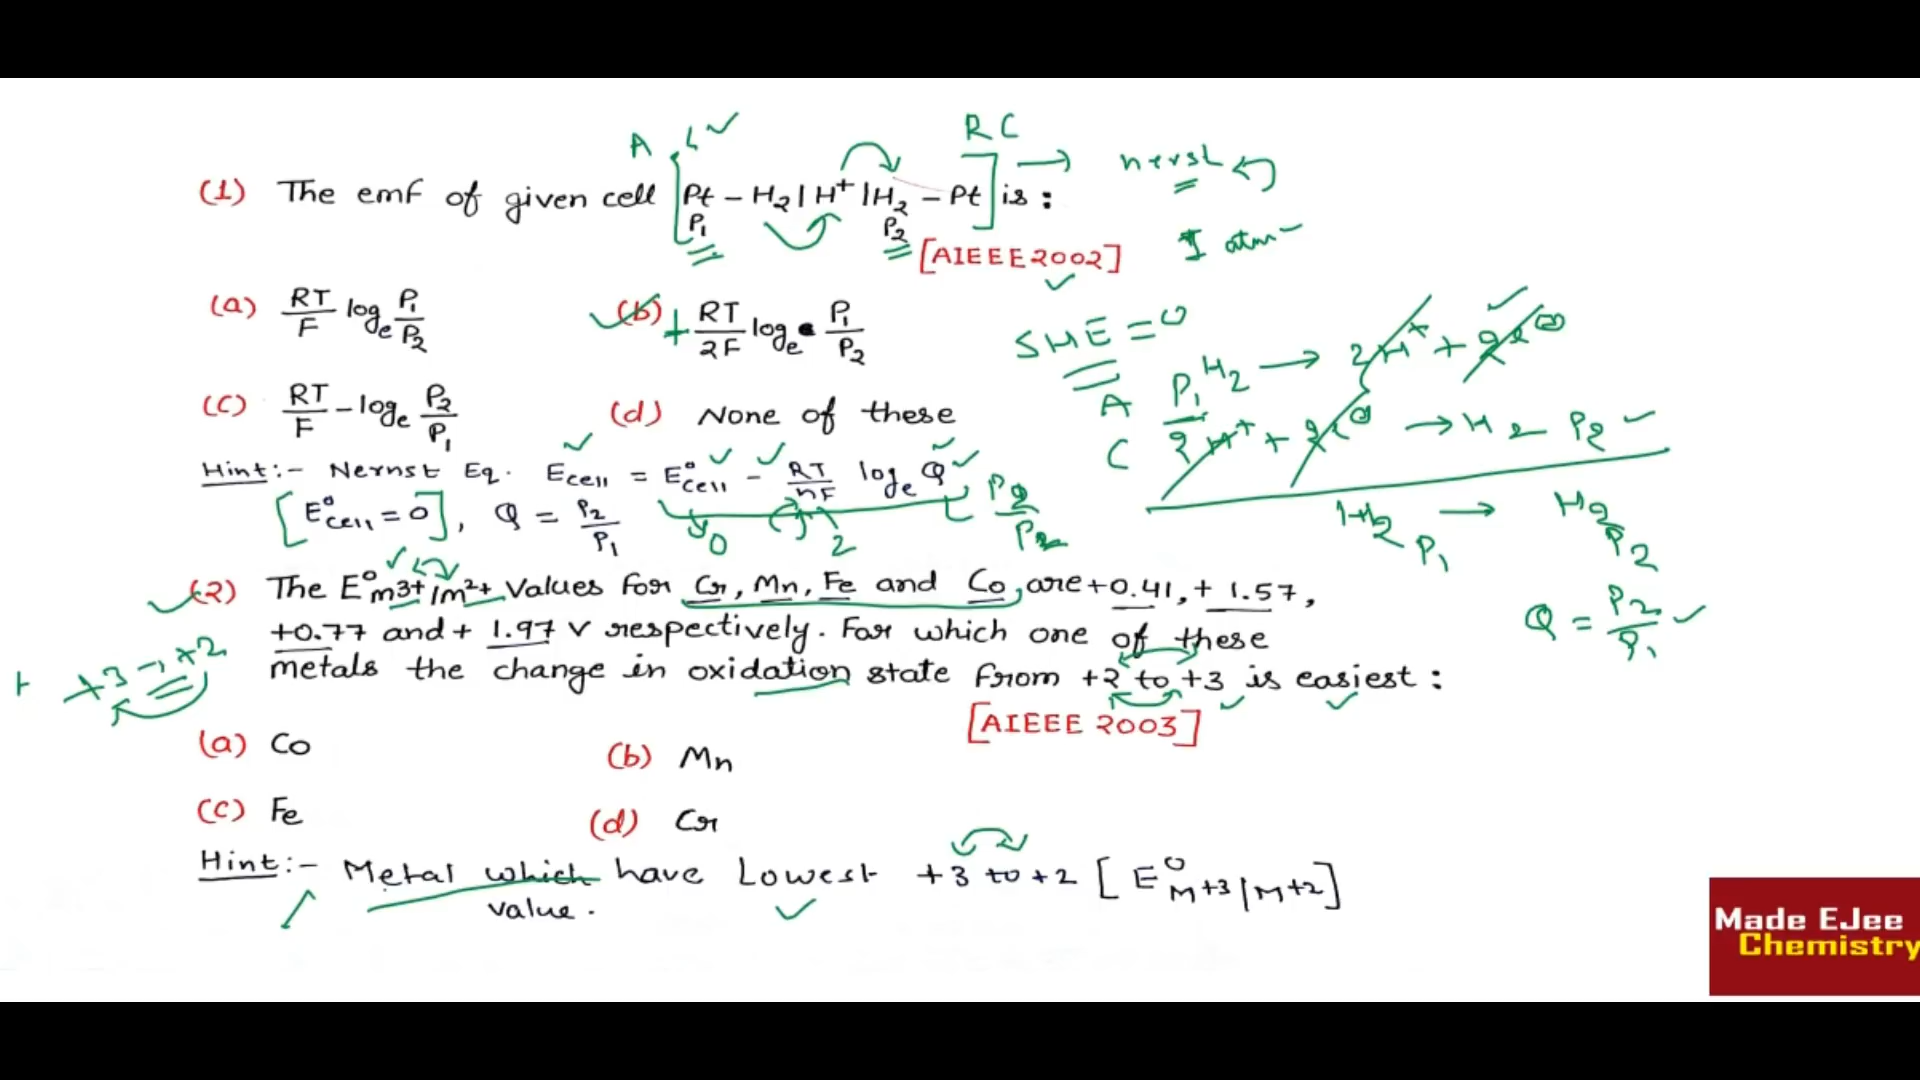 A RC
(1) The emf of given cell [Pt - H₂ | H⁺ | H₂ - Pt] is :
P₁ P₂
nerst
[AIEEE 2002]
1 atm
(a) RT/F logₑ P₁/P₂
(b) + RT/2F logₑ P₁/P₂
SHE = 0
A P₁ H₂ → 2H⁺ + 2e⊖
(c) RT/F - logₑ P₂/P₁
(d) None of these
C 2H⁺ + 2e⊖ → H₂ P₂
Hint:- Nernst Eq. Ecell = E°cell - RT/nF logₑ Q
0 2
[E°cell = 0], Q = P₂/P₁
H₂ P₁ → H₂ P₂
(2) The E°m3+/m2+ Values for Cr, Mn, Fe and Co, are +0.41, + 1.57,
Q = P₂/P₁
+0.77 and + 1.97 V respectively. For which one of these
+3 → +2
metals the change in oxidation state from +2 to +3 is easiest :
[AIEEE 2003]
(a) Co
(b) Mn
(c) Fe
(d) Cr
Hint:- Metal which have Lowest +3 to +2 [E°M+3|M+2]
value.
Made EJee
Chemistry